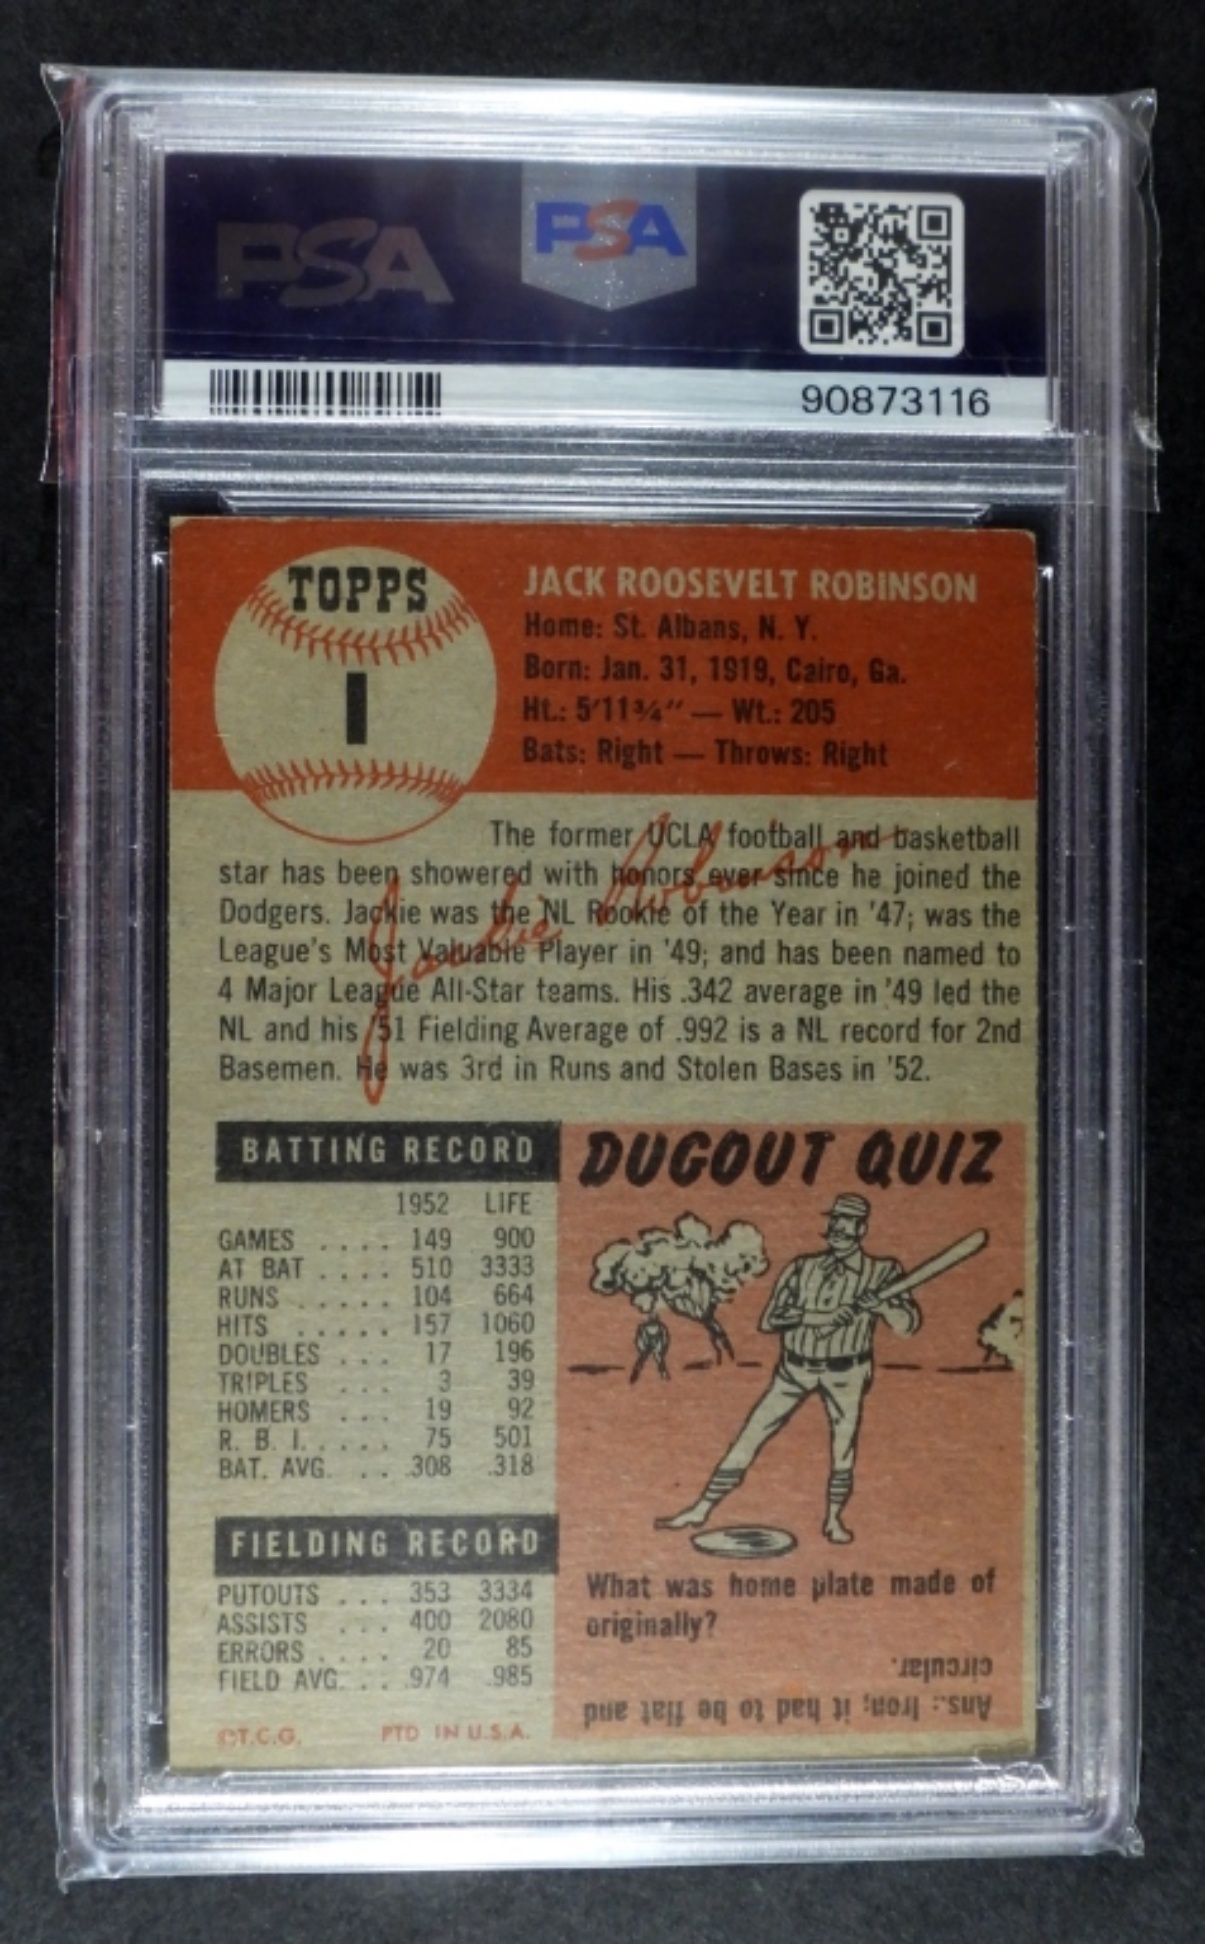 PSA
PSA
90873116
TOPPS
1
JACK ROOSEVELT ROBINSON
Home: St. Albans, N. Y.
Born: Jan. 31, 1919, Cairo, Ga.
Ht.: 5'11¾" — Wt.: 205
Bats: Right — Throws: Right
The former UCLA football and basketball
star has been showered with honors ever since he joined the
Dodgers. Jackie was the NL Rookie of the Year in '47; was the
League's Most Valuable Player in '49; and has been named to
4 Major League All-Star teams. His .342 average in '49 led the
NL and his '51 Fielding Average of .992 is a NL record for 2nd
Basemen. He was 3rd in Runs and Stolen Bases in '52.
Jackie Robinson
BATTING RECORD
1952 LIFE
GAMES .... 149 900
AT BAT .... 510 3333
RUNS ..... 104 664
HITS ..... 157 1060
DOUBLES ... 17 196
TRIPLES ... 3 39
HOMERS ... 19 92
R. B. I. .... 75 501
BAT. AVG. .. .308 .318
FIELDING RECORD
PUTOUTS ... 353 3334
ASSISTS ... 400 2080
ERRORS .... 20 85
FIELD AVG. .. .974 .985
©T.C.G. PTD IN U.S.A.
DUGOUT QUIZ
What was home plate made of
originally?
Ans.: Iron; it had to be flat and
circular.